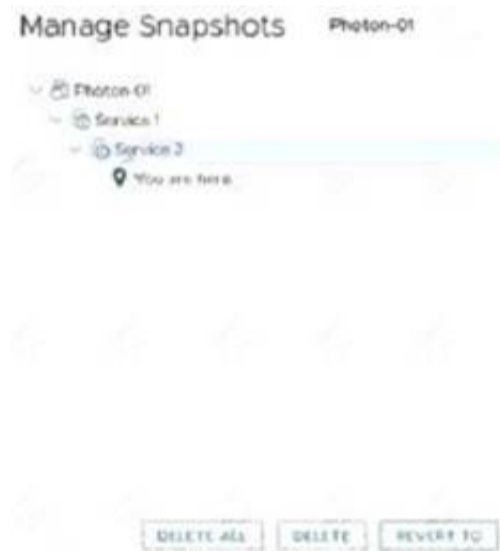 Manage Snapshots Photon-01
Photon-01
Service 1
Service 2
You are here
DELETE ALL DELETE REVERT TO